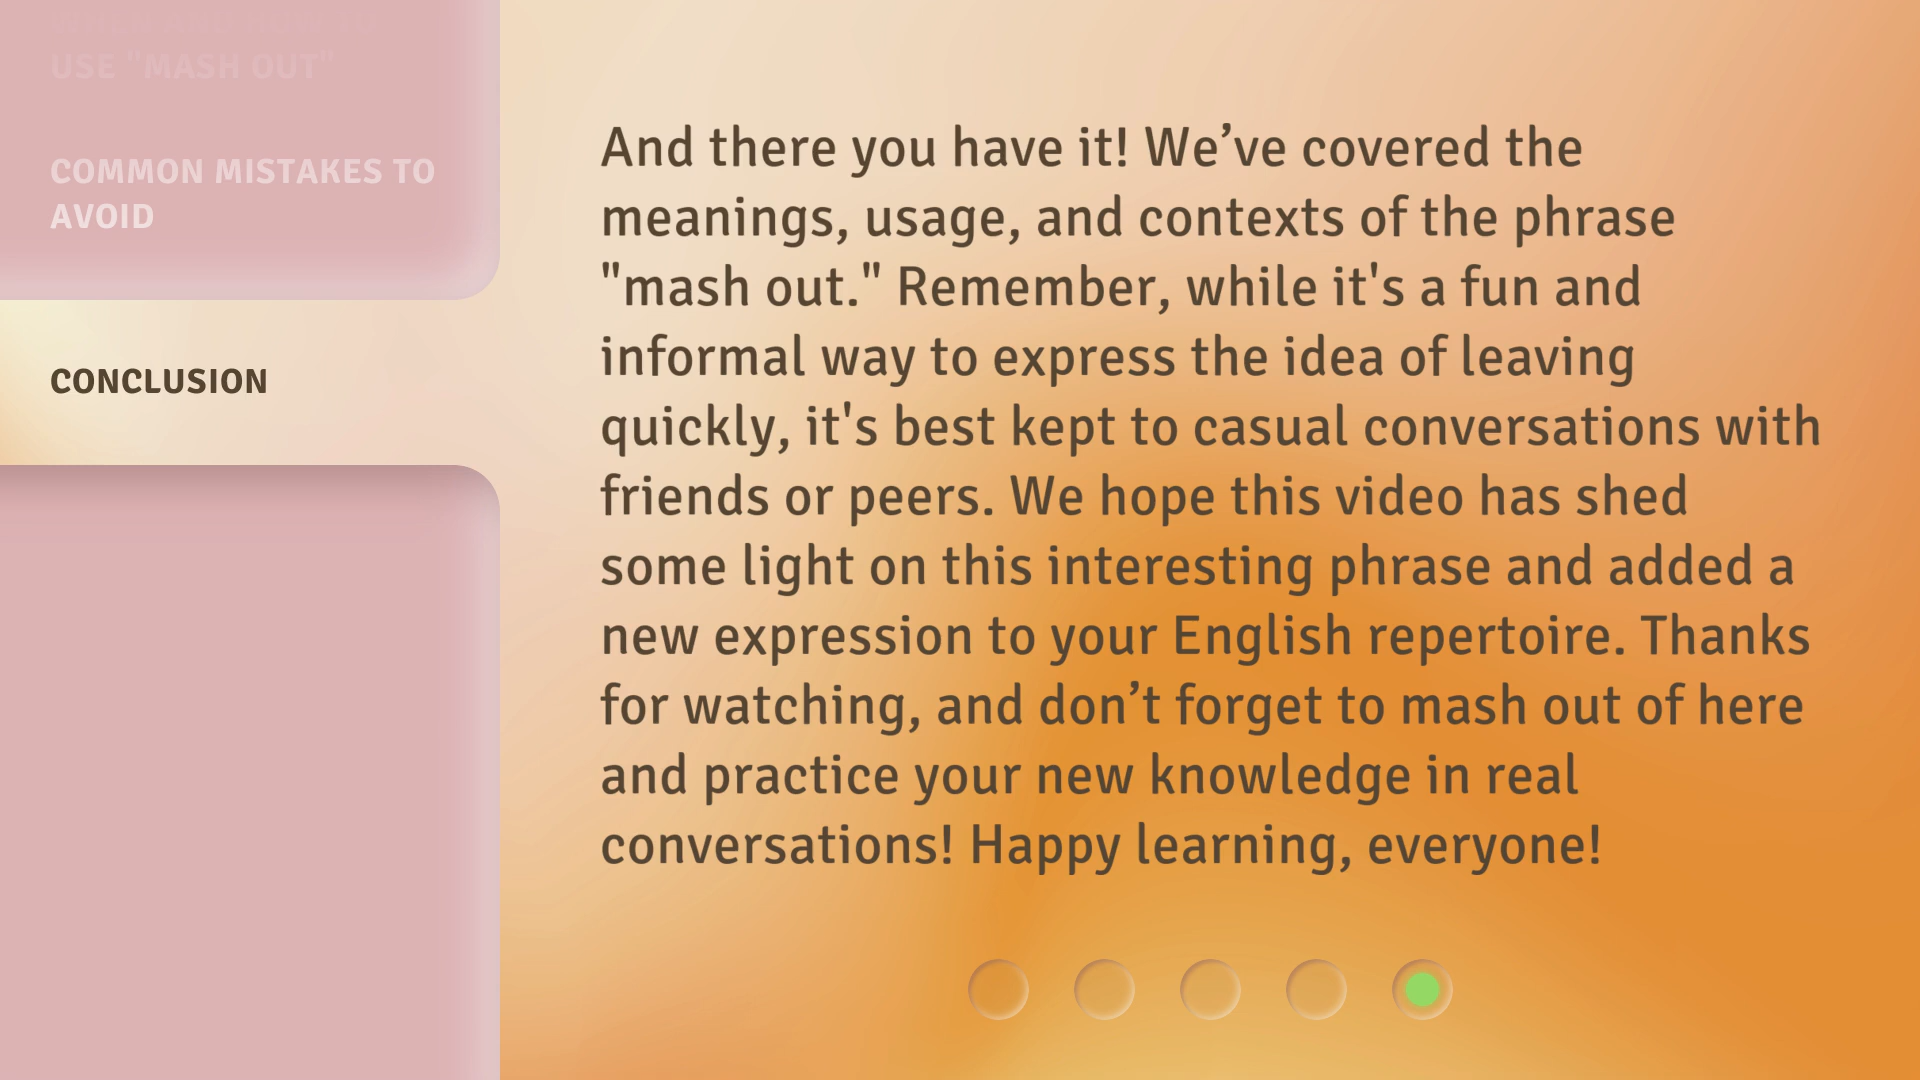 WHEN AND HOW TO
USE "MASH OUT"
COMMON MISTAKES TO
AVOID
CONCLUSION
And there you have it! We’ve covered the
meanings, usage, and contexts of the phrase
"mash out." Remember, while it's a fun and
informal way to express the idea of leaving
quickly, it's best kept to casual conversations with
friends or peers. We hope this video has shed
some light on this interesting phrase and added a
new expression to your English repertoire. Thanks
for watching, and don’t forget to mash out of here
and practice your new knowledge in real
conversations! Happy learning, everyone!